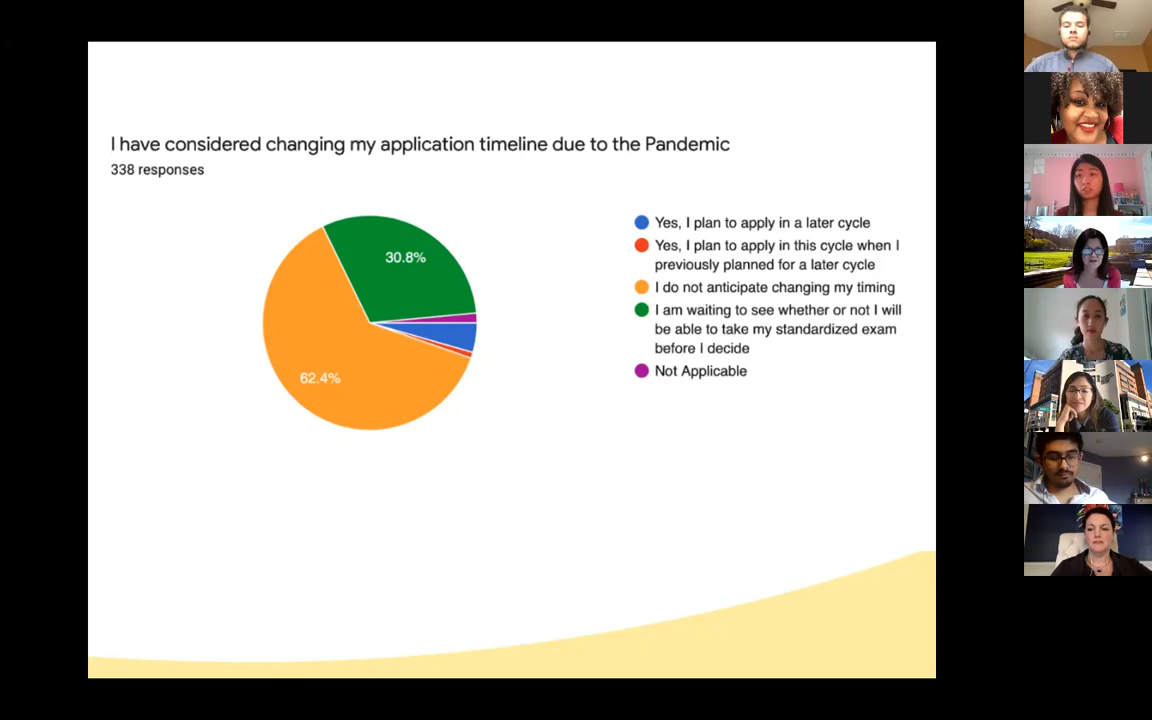 I have considered changing my application timeline due to the Pandemic
338 responses
30.8%
62.4%
Yes, I plan to apply in a later cycle
Yes, I plan to apply in this cycle when I
previously planned for a later cycle
I do not anticipate changing my timing
I am waiting to see whether or not I will
be able to take my standardized exam
before I decide
Not Applicable